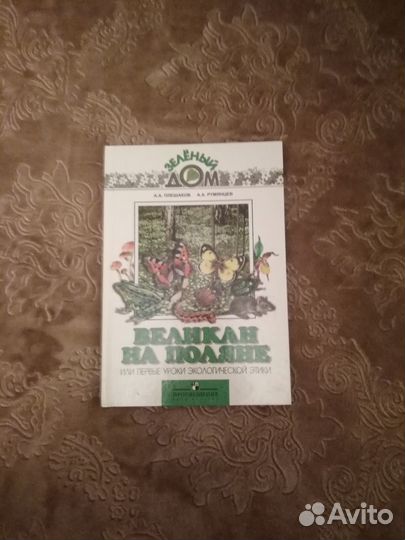 ЗЕЛЁНЫЙ
ДОМ
А.А. ПЛЕШАКОВ А.А. РУМЯНЦЕВ
ВЕЛИКАН
НА ПОЛЯНЕ
ИЛИ ПЕРВЫЕ УРОКИ ЭКОЛОГИЧЕСКОЙ ЭТИКИ
ПРОСВЕЩЕНИЕ
Avito